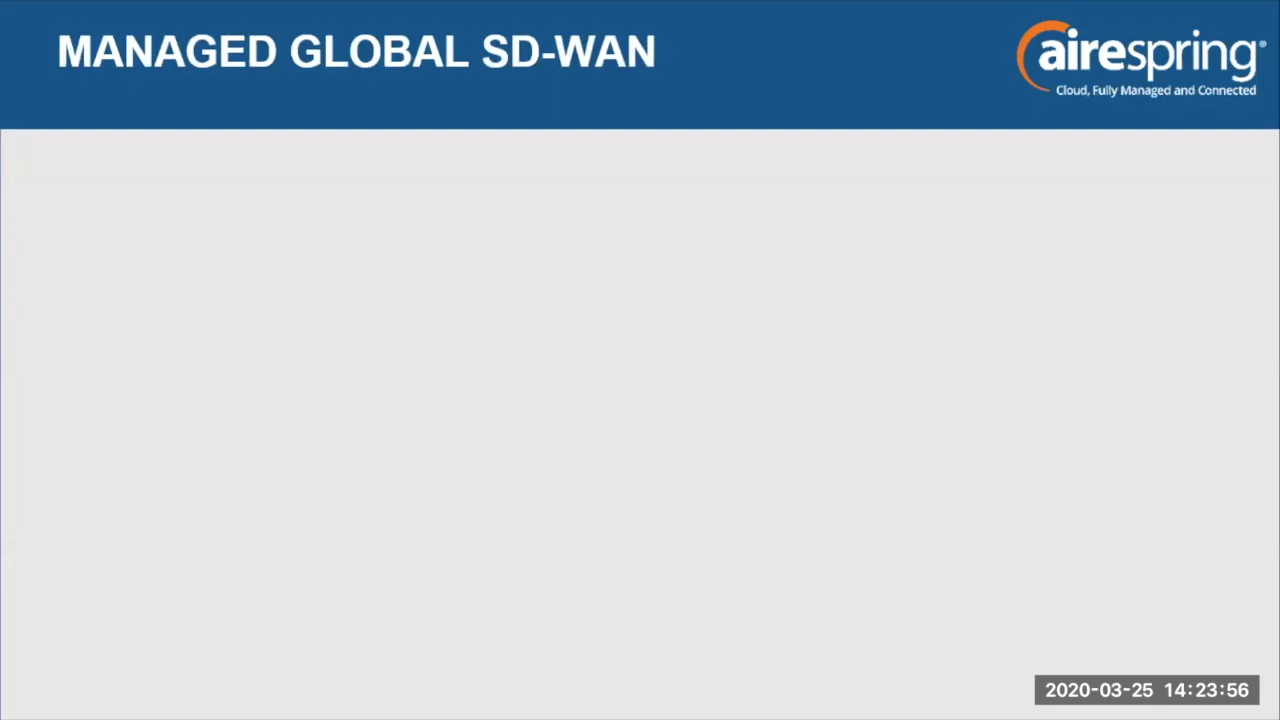 MANAGED GLOBAL SD-WAN
airespring®
Cloud, Fully Managed and Connected
2020-03-25 14:23:56